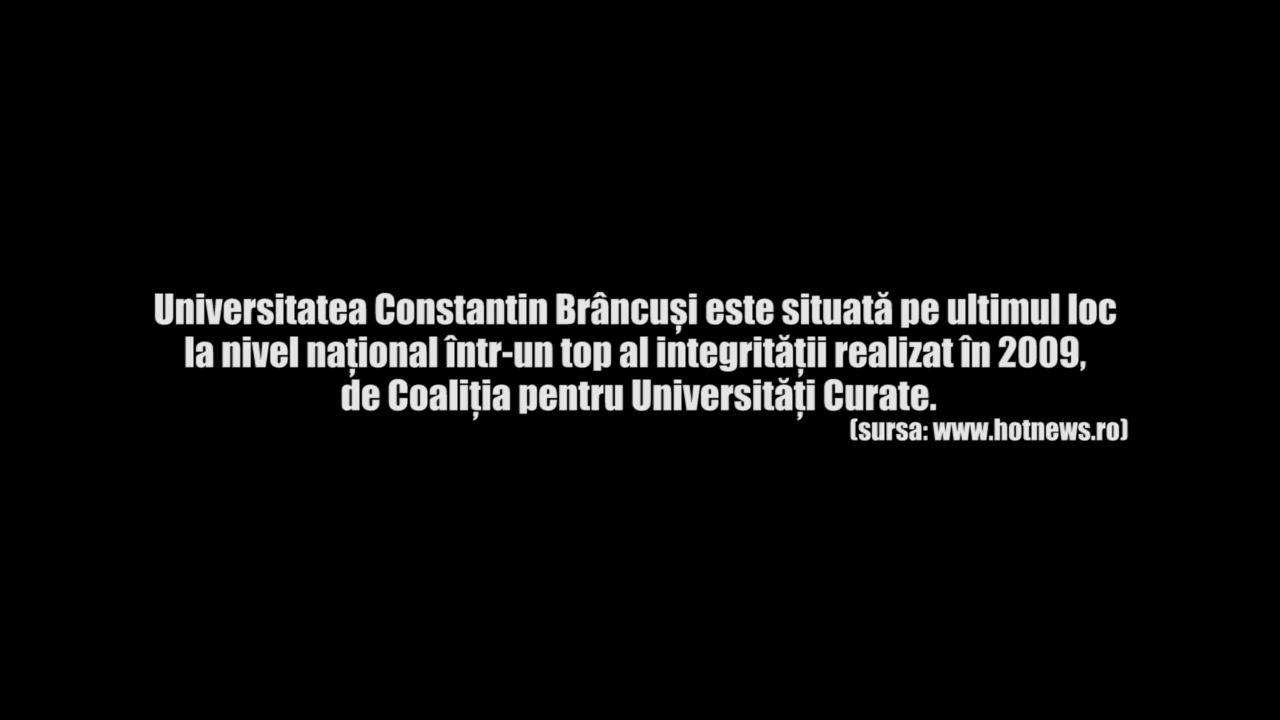 Universitatea Constantin Brâncuși este situată pe ultimul loc
la nivel național într-un top al integrității realizat în 2009,
de Coaliția pentru Universități Curate.
(sursa: www.hotnews.ro)